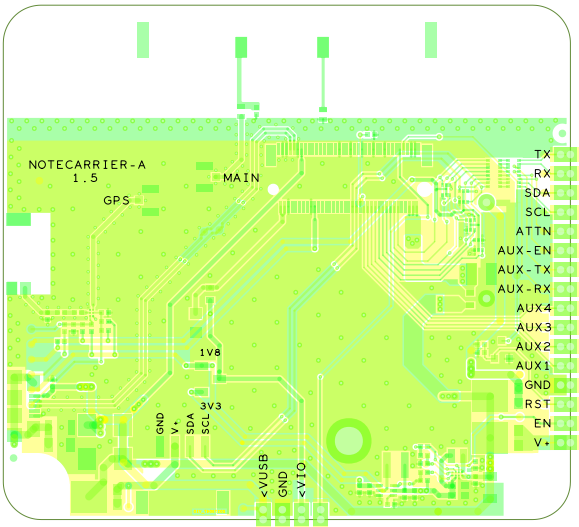 NOTECARRIER-A
1.5
MAIN
GPS
TX
RX
SDA
SCL
ATTN
AUX-EN
AUX-TX
AUX-RX
AUX4
AUX3
AUX2
AUX1
GND
RST
EN
V+
1V8
3V3
GND
V+
SDA
SCL
<VUSB
GND
<VIO